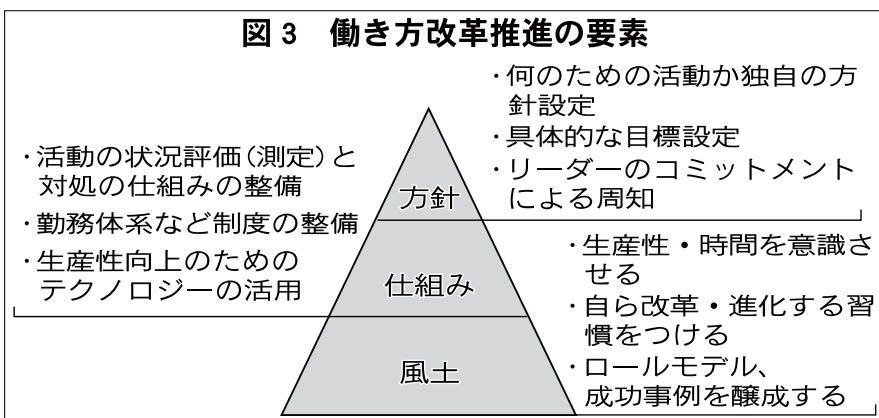 図3 働き方改革推進の要素
・何のための活動か独自の方
針設定
・具体的な目標設定
・リーダーのコミットメント
による周知
方針
・活動の状況評価(測定)と
対処の仕組みの整備
・勤務体系など制度の整備
・生産性向上のための
テクノロジーの活用
仕組み
・生産性・時間を意識さ
せる
・自ら改革・進化する習
慣をつける
・ロールモデル、
成功事例を醸成する
風土